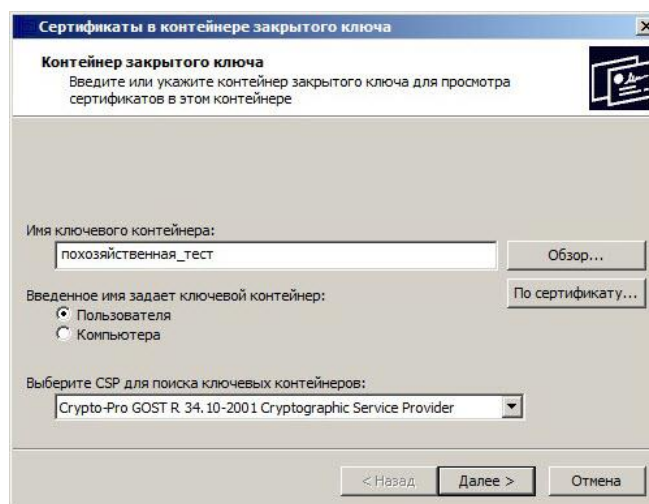 Сертификаты в контейнере закрытого ключа
Контейнер закрытого ключа
Введите или укажите контейнер закрытого ключа для просмотра
сертификатов в этом контейнере
Имя ключевого контейнера:
похозяйственная_тест
Обзор...
Введенное имя задает ключевой контейнер:
По сертификату...
Пользователя
Компьютера
Выберите CSP для поиска ключевых контейнеров:
Crypto-Pro GOST R 34.10-2001 Cryptographic Service Provider
< Назад
Далее >
Отмена